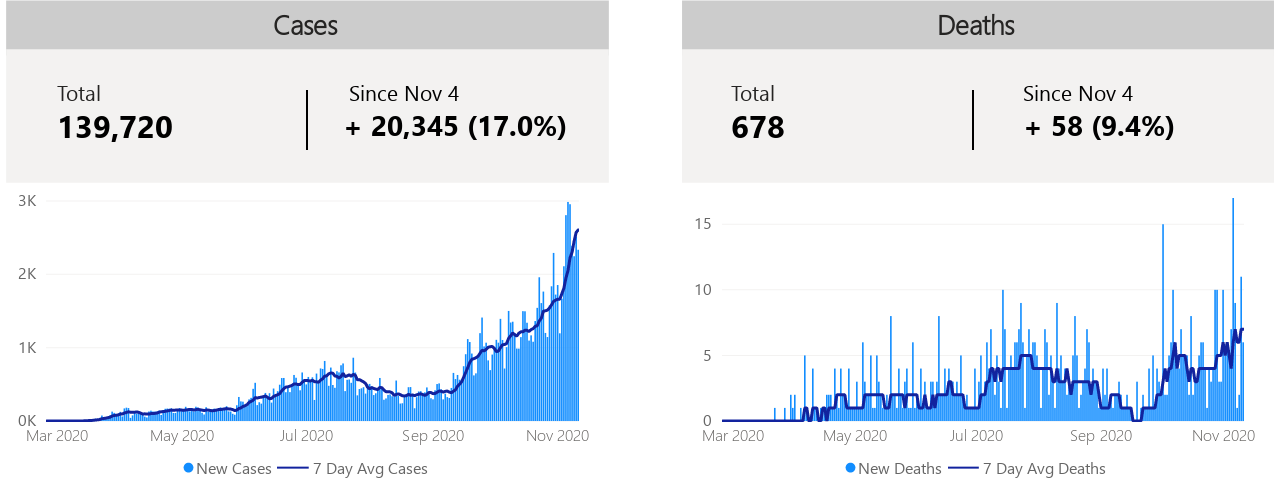 Cases
Total
139,720
Since Nov 4
+ 20,345 (17.0%)
3K
2K
1K
0K
Mar 2020 May 2020 Jul 2020 Sep 2020 Nov 2020
New Cases 7 Day Avg Cases
Deaths
Total
678
Since Nov 4
+ 58 (9.4%)
15
10
5
0
Mar 2020 May 2020 Jul 2020 Sep 2020 Nov 2020
New Deaths 7 Day Avg Deaths